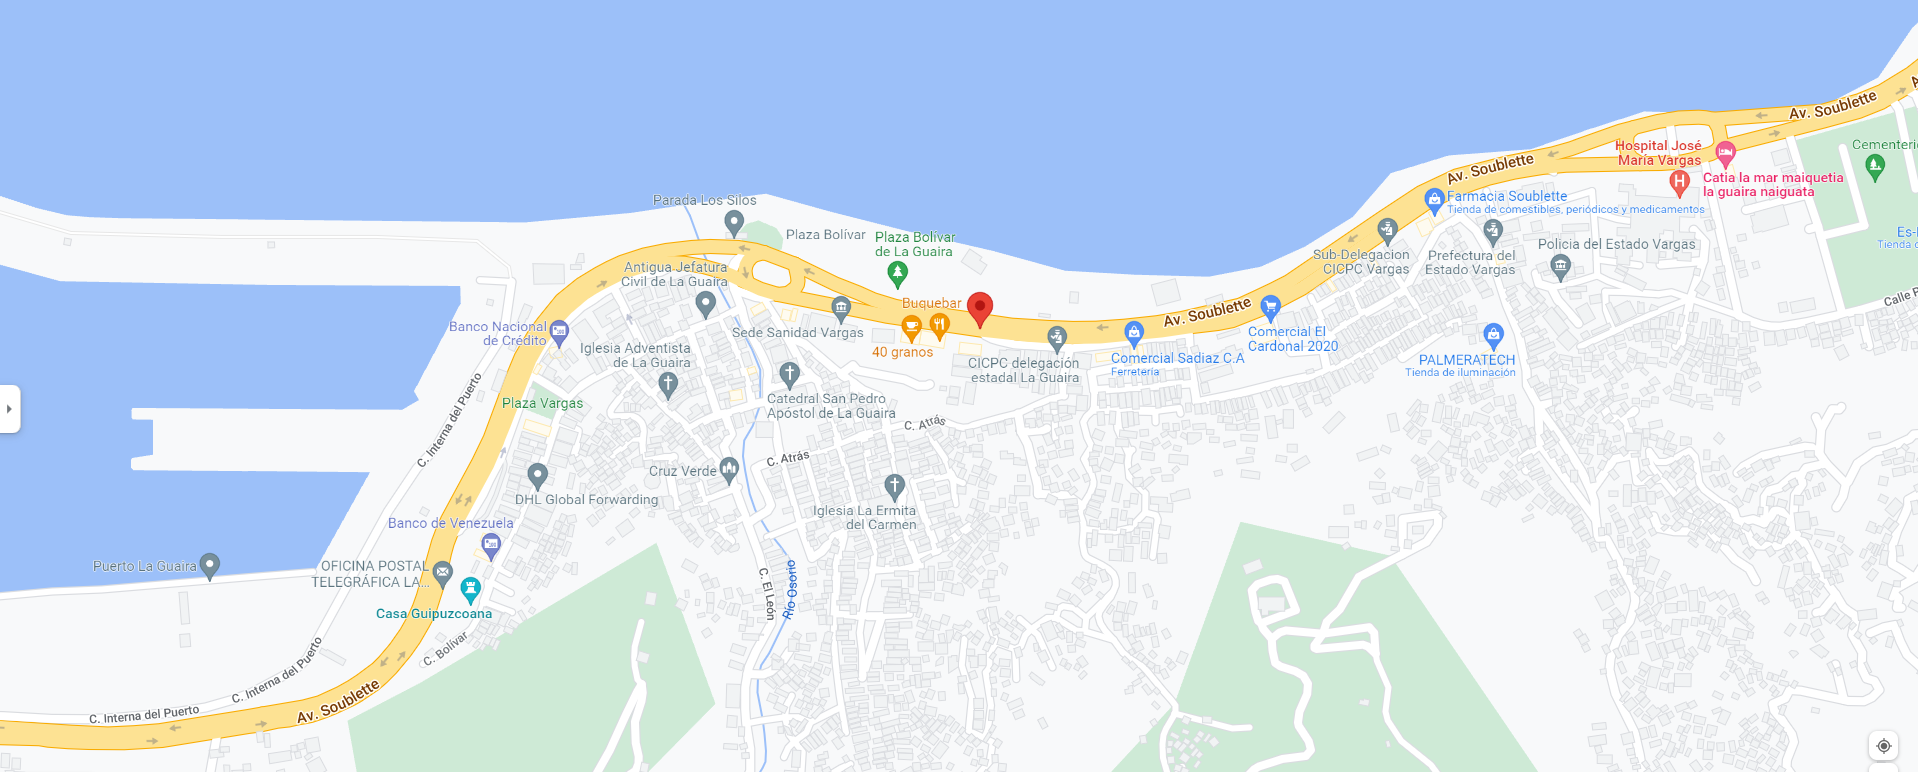 Av. Soublette
Cementeri
Hospital José
María Vargas
Catia la mar maiquetia
la guaira naiguata
Av. Soublette
Farmacia Soublette
Tienda de comestibles, periódicos y medicamentos
Parada Los Silos
Plaza Bolívar
Plaza Bolívar
de La Guaira
Sub-Delegacion
CICPC Vargas
Prefectura del
Estado Vargas
Policia del Estado Vargas
Es-
Tienda
Antigua Jefatura
Civil de La Guaira
Calle P
Buquebar
Av. Soublette
Banco Nacional
de Crédito
Sede Sanidad Vargas
Comercial El
Cardonal 2020
Iglesia Adventista
de La Guaira
40 granos
CICPC delegación
estadal La Guaira
Comercial Sadiaz C.A
Ferretería
PALMERATECH
Tienda de iluminación
Plaza Vargas
Catedral San Pedro
Apóstol de La Guaira
C. Interna del Puerto
C. Atrás
C. Atrás
Cruz Verde
DHL Global Forwarding
Iglesia La Ermita
del Carmen
Banco de Venezuela
Puerto La Guaira
OFICINA POSTAL
TELEGRÁFICA LA...
Casa Guipuzcoana
C. El León
Río Osorio
C. Bolívar
C. Interna del Puerto
Av. Soublette
C. Interna del Puerto